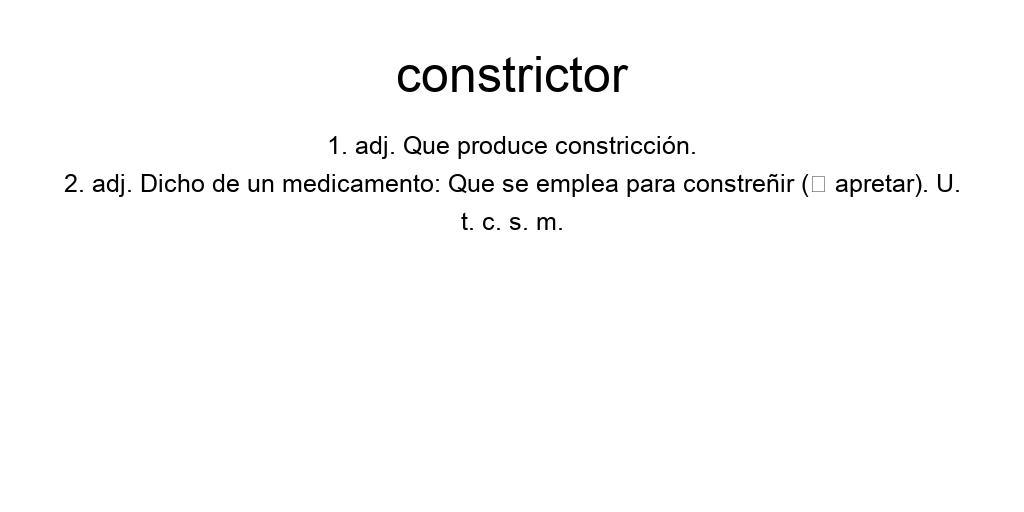 constrictor
1. adj. Que produce constricción.
2. adj. Dicho de un medicamento: Que se emplea para constreñir (□ apretar). U.
t. c. s. m.